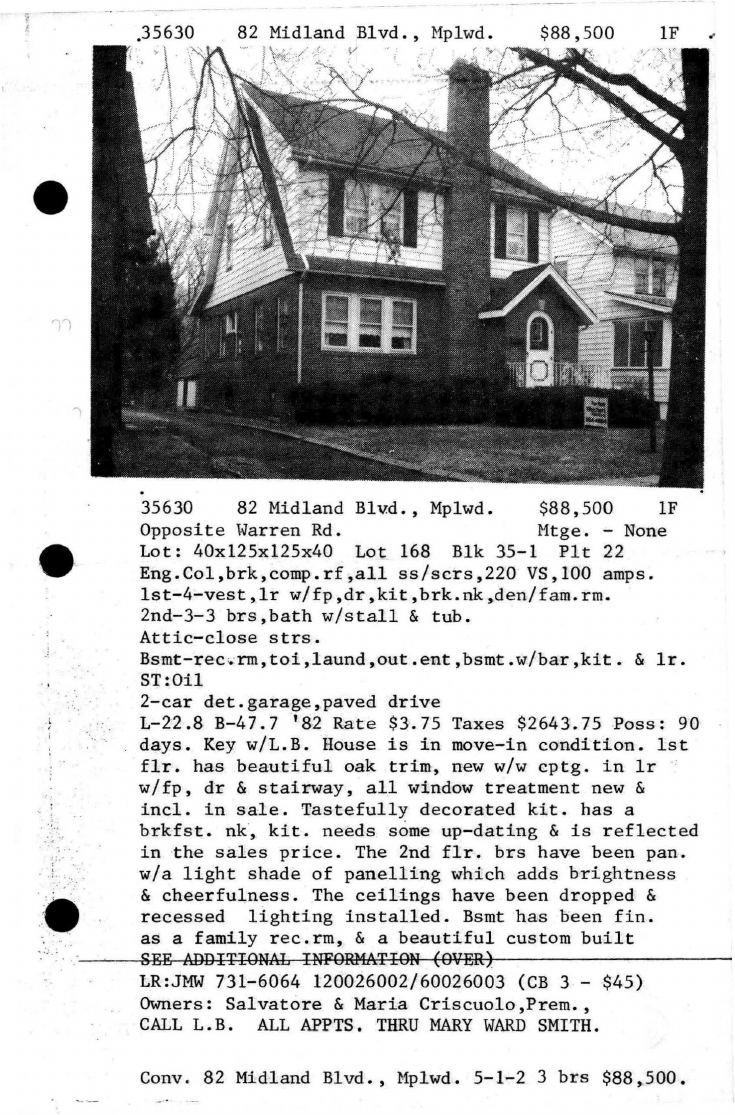 35630 82 Midland Blvd., Mplwd. $88,500 1F
35630 82 Midland Blvd., Mplwd. $88,500 1F
Opposite Warren Rd. Mtge. - None
Lot: 40x125x125x40 Lot 168 Blk 35-1 Plt 22
Eng.Col,brk,comp.rf,all ss/scrs,220 VS,100 amps.
1st-4-vest,lr w/fp,dr,kit,brk.nk,den/fam.rm.
2nd-3-3 brs,bath w/stall & tub.
Attic-close strs.
Bsmt-rec.rm,toi,laund,out.ent,bsmt.w/bar,kit. & lr.
ST:Oil
2-car det.garage,paved drive
L-22.8 B-47.7 '82 Rate $3.75 Taxes $2643.75 Poss: 90
days. Key w/L.B. House is in move-in condition. 1st
flr. has beautiful oak trim, new w/w cptg. in lr
w/fp, dr & stairway, all window treatment new &
incl. in sale. Tastefully decorated kit. has a
brkfst. nk, kit. needs some up-dating & is reflected
in the sales price. The 2nd flr. brs have been pan.
w/a light shade of panelling which adds brightness
& cheerfulness. The ceilings have been dropped &
recessed lighting installed. Bsmt has been fin.
as a family rec.rm, & a beautiful custom built
SEE ADDITIONAL INFORMATION (OVER)
LR:JMW 731-6064 120026002/60026003 (CB 3 - $45)
Owners: Salvatore & Maria Criscuolo,Prem.,
CALL L.B. ALL APPTS. THRU MARY WARD SMITH.
Conv. 82 Midland Blvd., Mplwd. 5-1-2 3 brs $88,500.